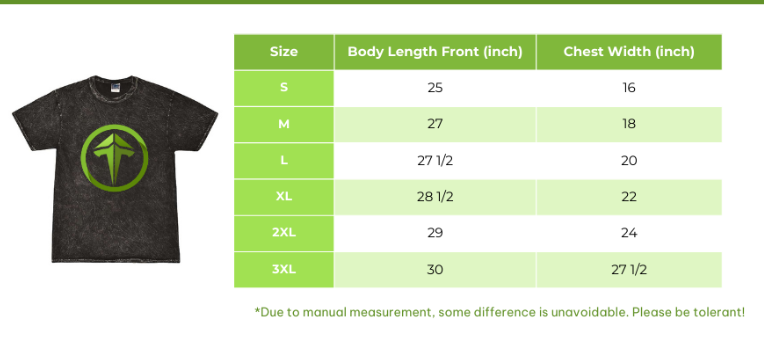 Size Body Length Front (inch) Chest Width (inch)
S 25 16
M 27 18
L 27 1/2 20
XL 28 1/2 22
2XL 29 24
3XL 30 27 1/2
*Due to manual measurement, some difference is unavoidable. Please be tolerant!